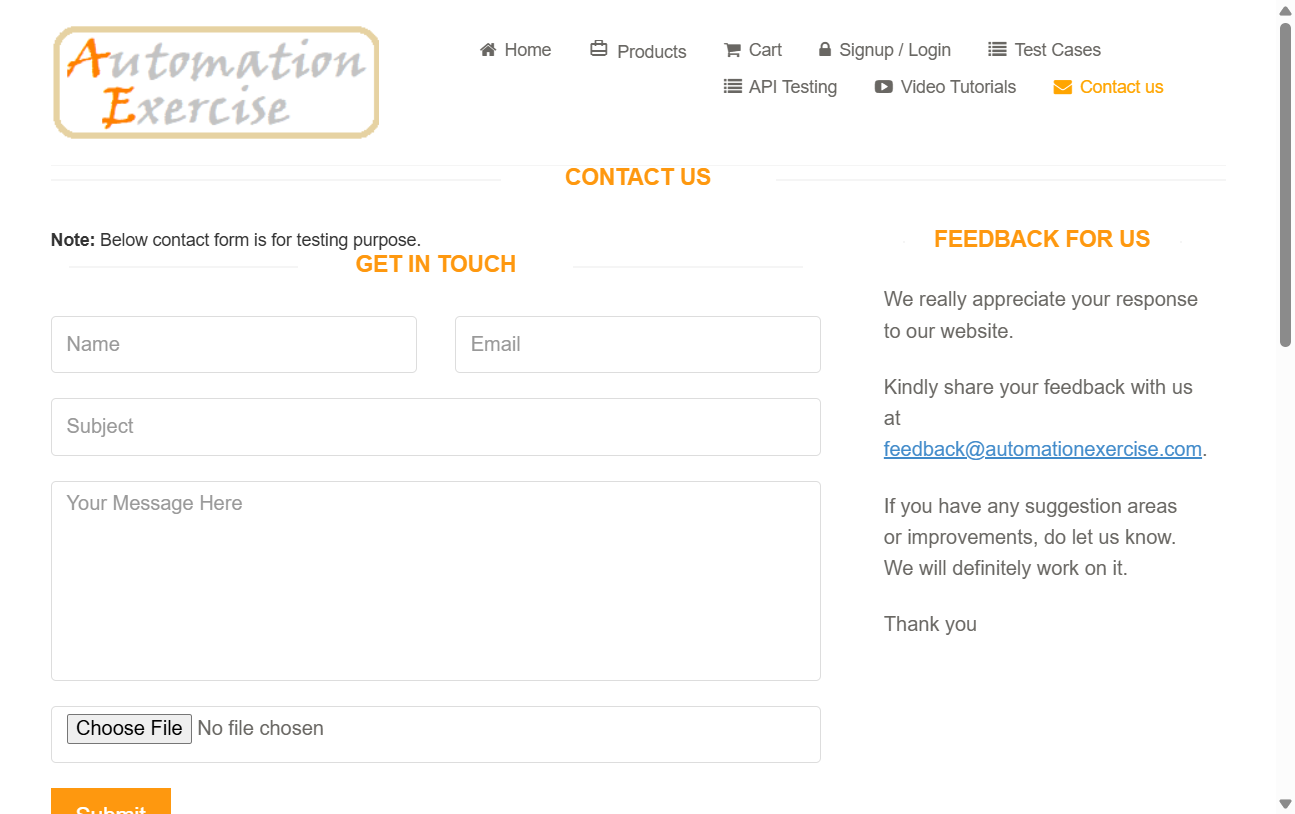 Automation
Exercise
Home
Products
Cart
Signup / Login
Test Cases
API Testing
Video Tutorials
Contact us
CONTACT US
Note: Below contact form is for testing purpose.
GET IN TOUCH
Name
Email
Subject
Your Message Here
Choose File No file chosen
Submit
FEEDBACK FOR US
We really appreciate your response
to our website.
Kindly share your feedback with us
at
feedback@automationexercise.com.
If you have any suggestion areas
or improvements, do let us know.
We will definitely work on it.
Thank you